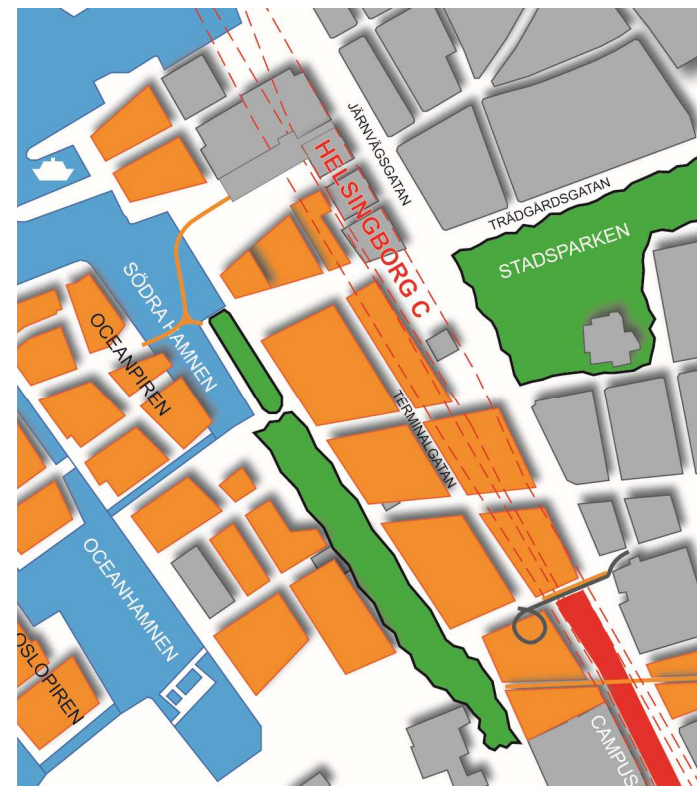 JÄRNVÄGSGATAN
HELSINGBORG C
TRÄDGÅRDSGATAN
STADSPARKEN
SÖDRA HAMNEN
OCEANPIREN
TERMINALGATAN
OCEANHAMNEN
OSLOPIREN
CAMPUS